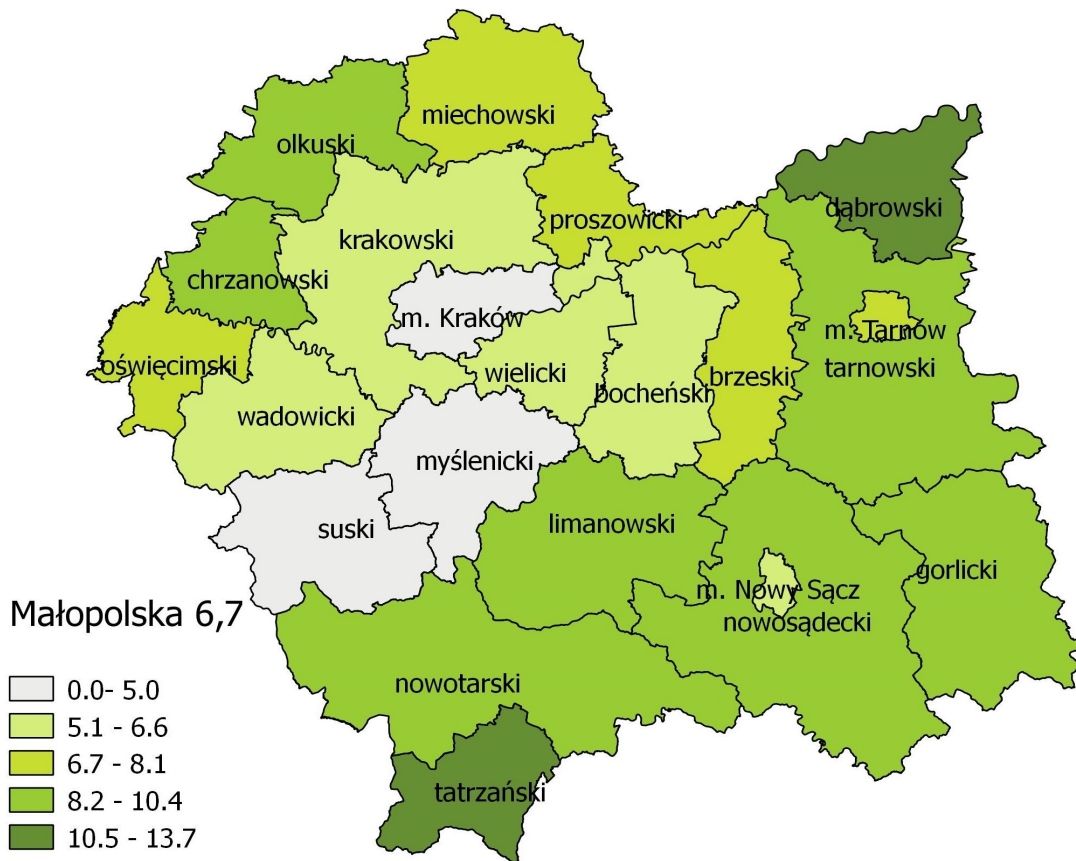 miechowski
olkuski
dąbrowski
proszowicki
krakowski
chrzanowski
m. Kraków
m. Tarnów
oświęcimski
wielicki
tarnowski
brzeski
bocheński
wadowicki
myślenicki
suski
limanowski
gorlicki
m. Nowy Sącz
nowosądecki
Małopolska 6,7
nowotarski
tatrzański
0.0- 5.0
5.1 - 6.6
6.7 - 8.1
8.2 - 10.4
10.5 - 13.7